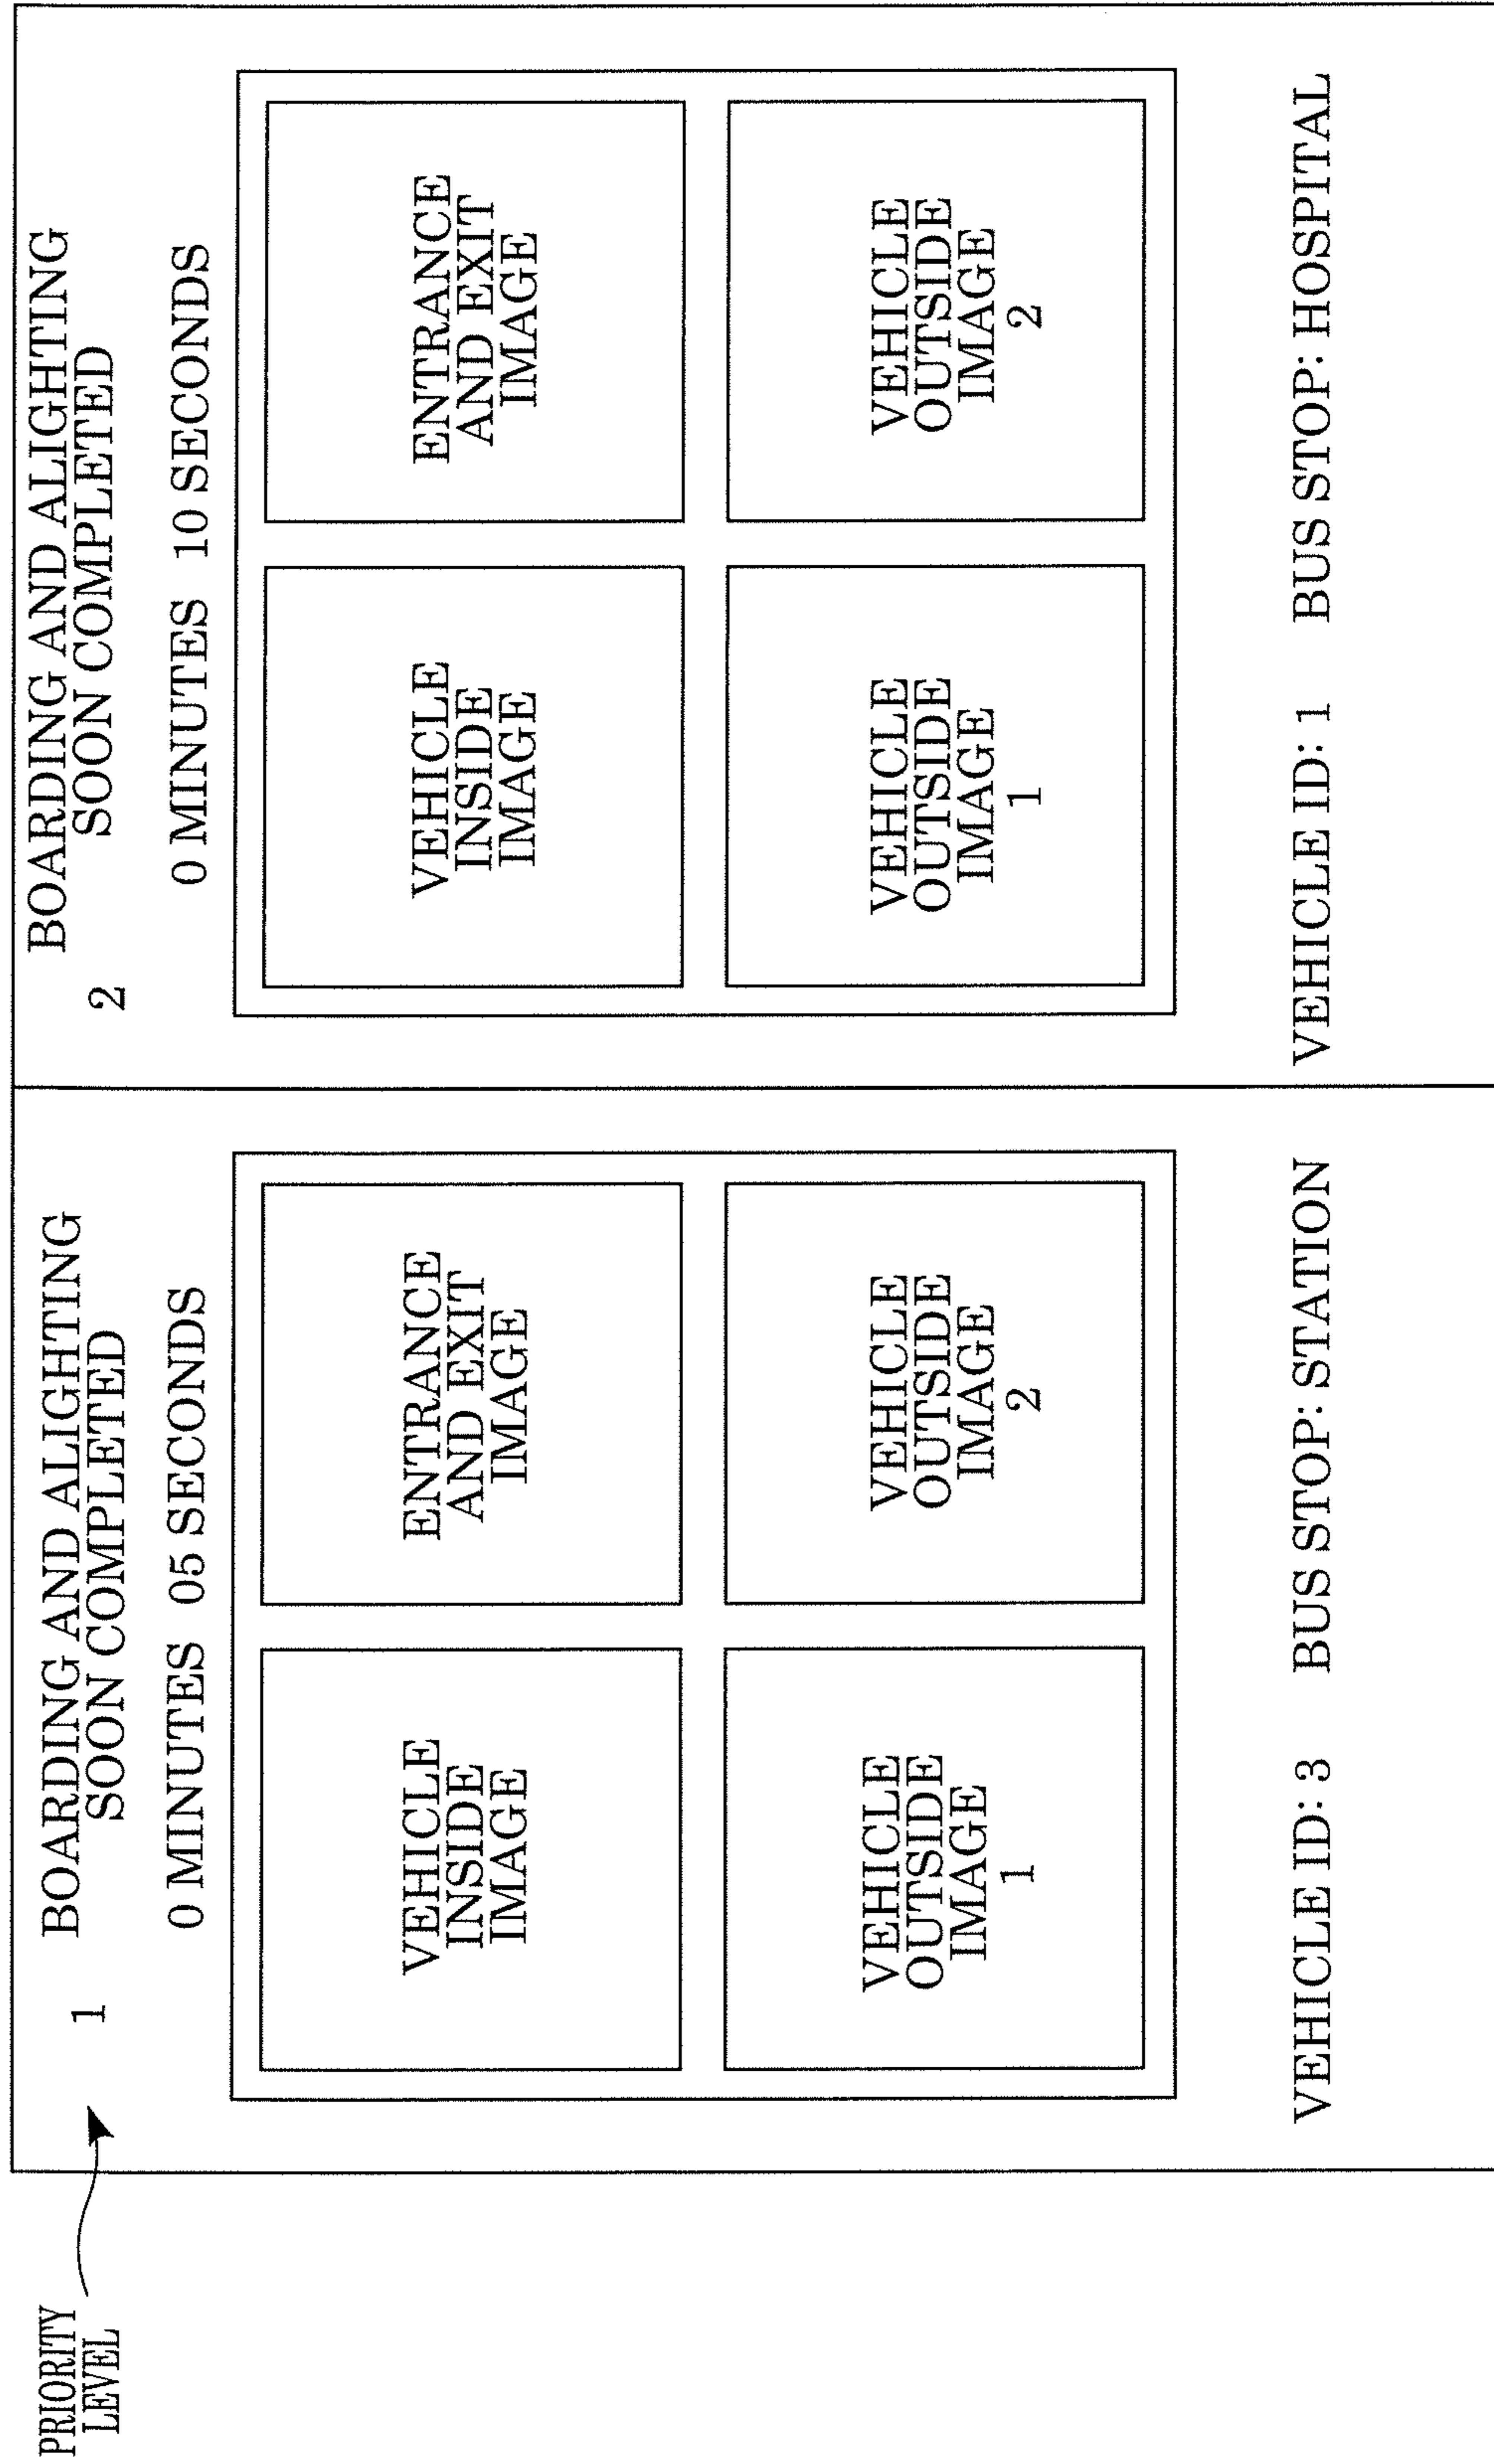 PRIORITY
LEVEL
1
BOARDING AND ALIGHTING
SOON COMPLETED
0 MINUTES 05 SECONDS
VEHICLE
INSIDE
IMAGE
ENTRANCE
AND EXIT
IMAGE
VEHICLE
OUTSIDE
IMAGE
1
VEHICLE
OUTSIDE
IMAGE
2
VEHICLE ID: 3 BUS STOP: STATION
2
BOARDING AND ALIGHTING
SOON COMPLETED
0 MINUTES 10 SECONDS
VEHICLE
INSIDE
IMAGE
ENTRANCE
AND EXIT
IMAGE
VEHICLE
OUTSIDE
IMAGE
1
VEHICLE
OUTSIDE
IMAGE
2
VEHICLE ID: 1 BUS STOP: HOSPITAL